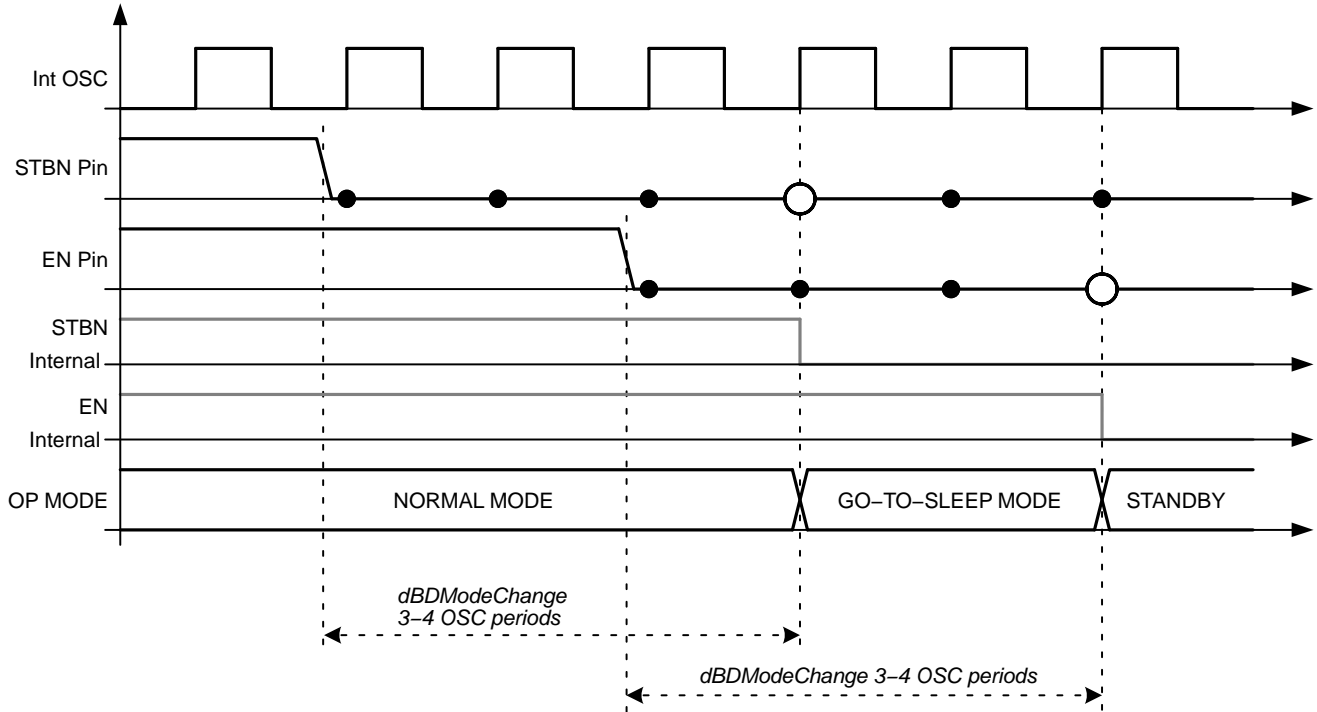 Int OSC
STBN Pin
EN Pin
STBN
Internal
EN
Internal
OP MODE
NORMAL MODE
GO−TO−SLEEP MODE
STANDBY
dBDModeChange
3−4 OSC periods
dBDModeChange 3−4 OSC periods